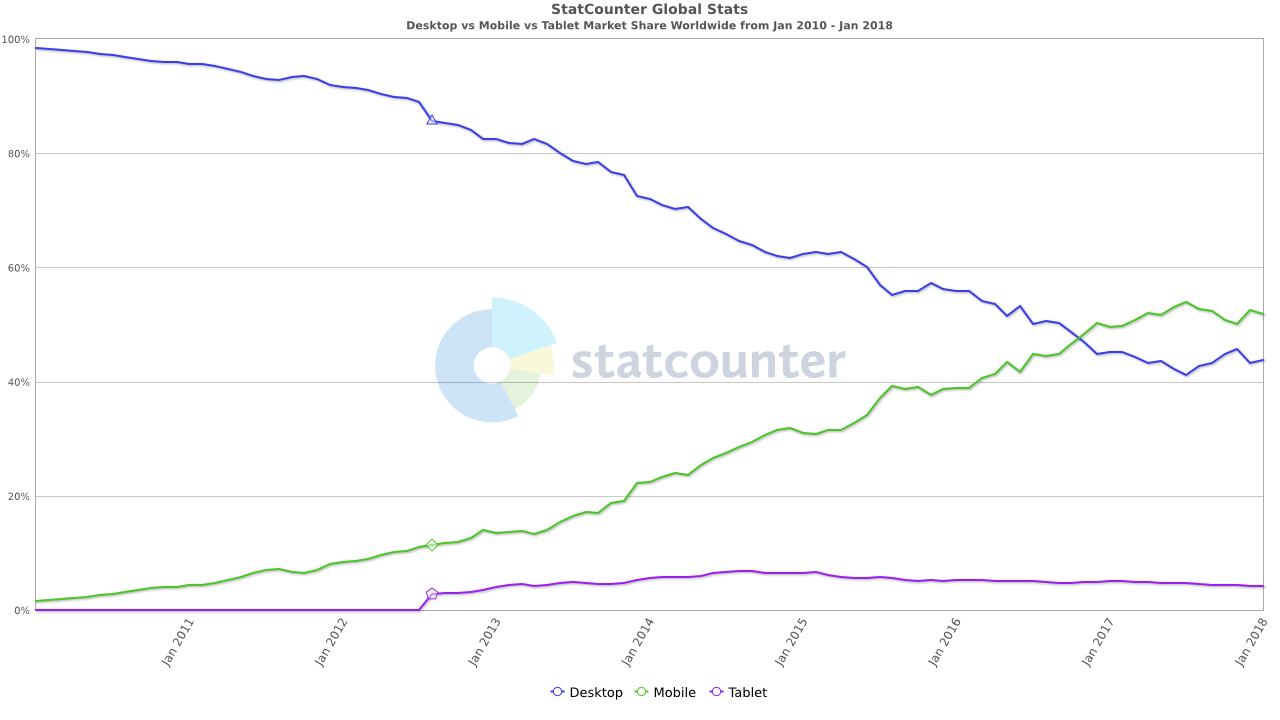 StatCounter Global Stats
Desktop vs Mobile vs Tablet Market Share Worldwide from Jan 2010 - Jan 2018
100%
80%
60%
statcounter
40%
20%
0%
Jan 2011 Jan 2012 Jan 2013 Jan 2014 Jan 2015 Jan 2016 Jan 2017 Jan 2018
Desktop Mobile Tablet